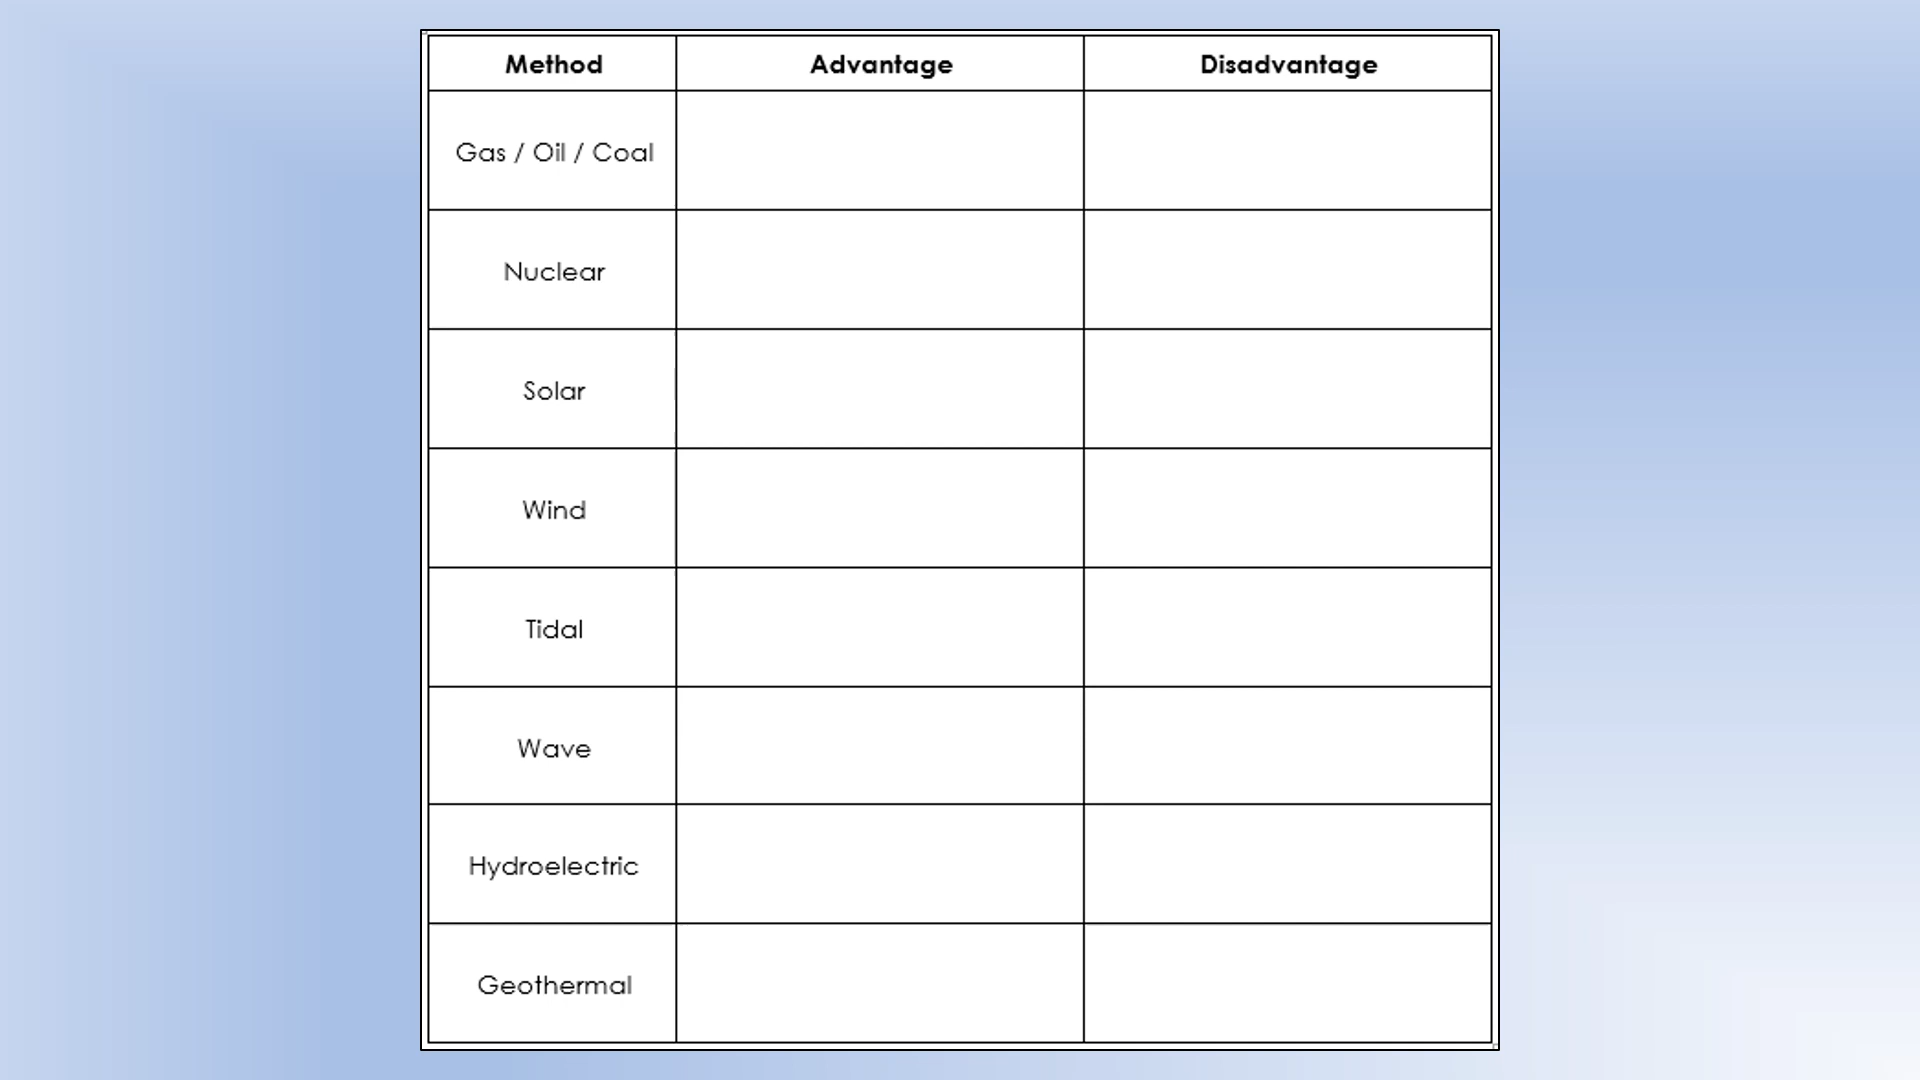 Method Advantage Disadvantage
Gas / Oil / Coal
Nuclear
Solar
Wind
Tidal
Wave
Hydroelectric
Geothermal